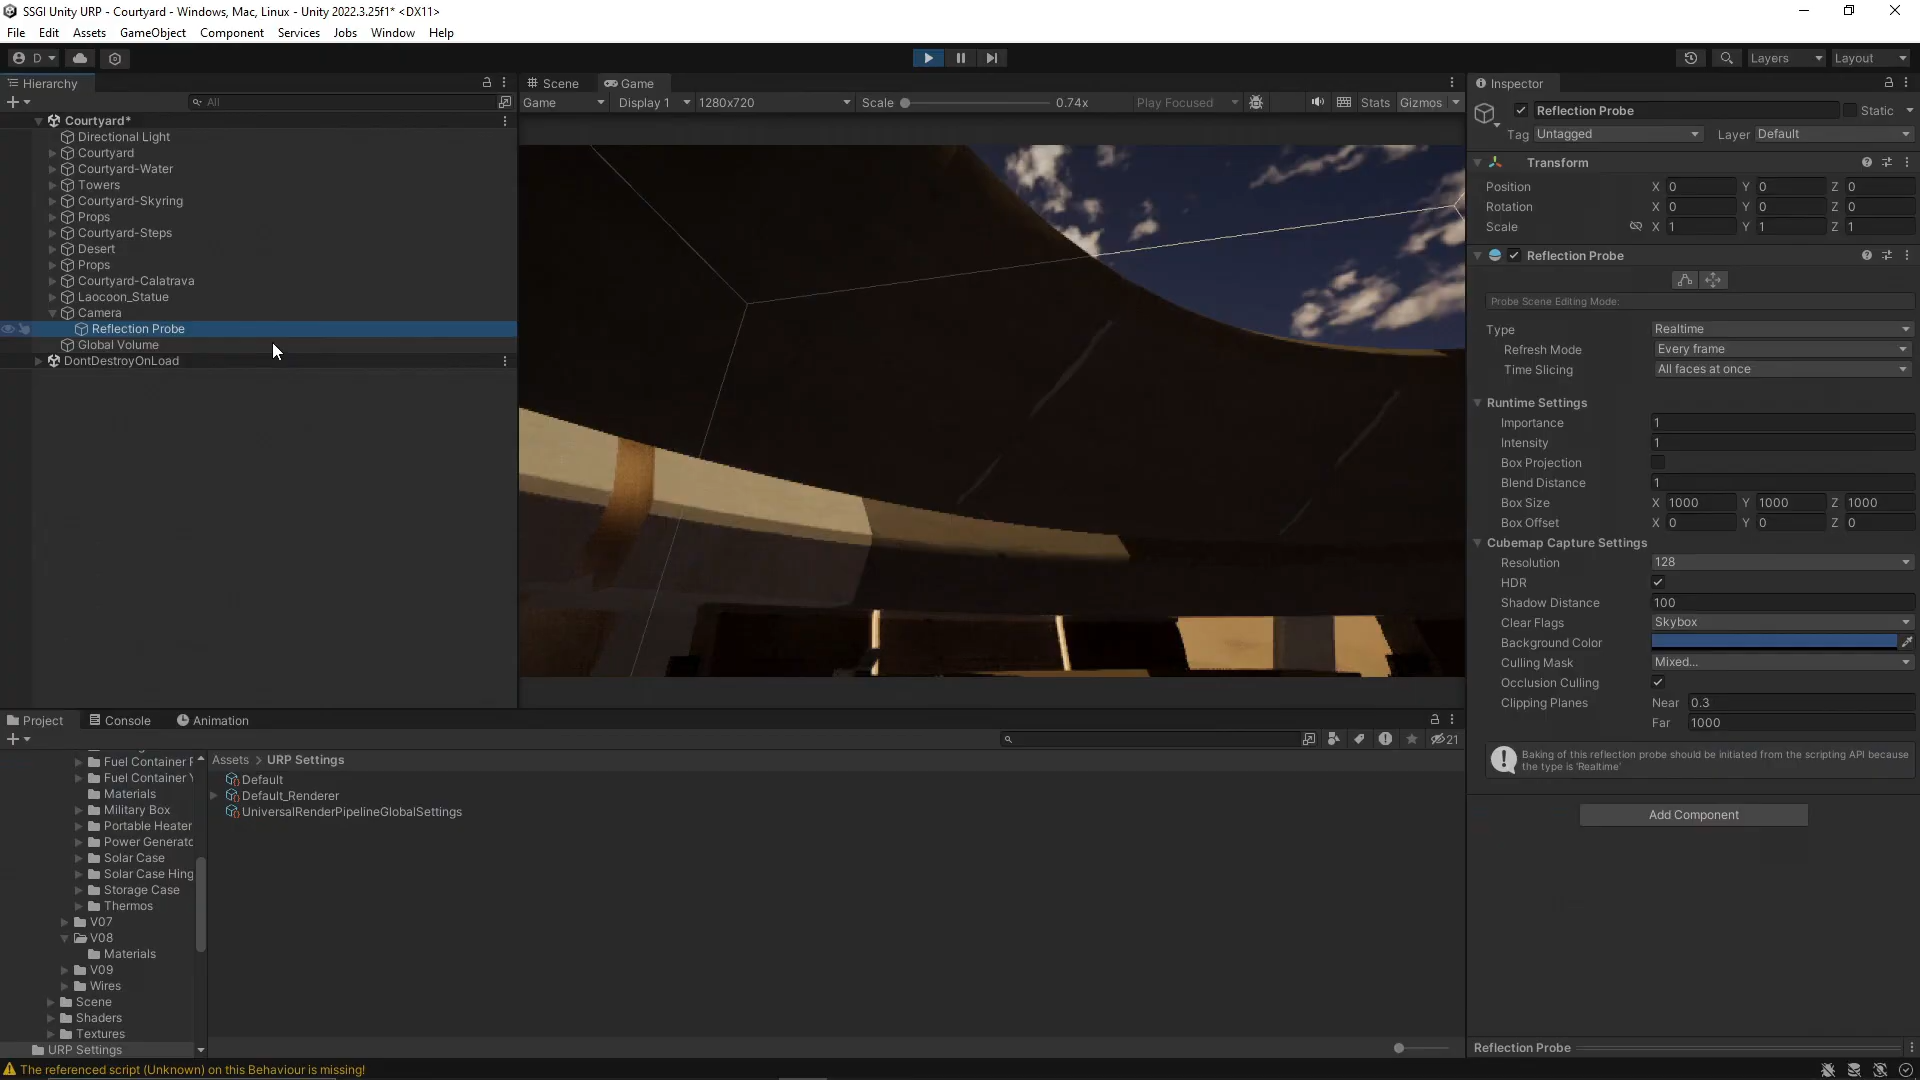 SSGI Unity URP - Courtyard - Windows, Mac, Linux - Unity 2022.3.25f1* <DX11>
File Edit Assets GameObject Component Services Jobs Window Help
D
Layers
Layout
Hierarchy
All
Courtyard*
Directional Light
Courtyard
Courtyard-Water
Towers
Courtyard-Skyring
Props
Courtyard-Steps
Desert
Props
Courtyard-Calatrava
Laocoon_Statue
Camera
Reflection Probe
Global Volume
DontDestroyOnLoad
Scene Game
Game Display 1 1280x720 Scale 0.74x Play Focused Stats Gizmos
Inspector
Reflection Probe Static
Tag Untagged Layer Default
Transform
Position X 0 Y 0 Z 0
Rotation X 0 Y 0 Z 0
Scale X 1 Y 1 Z 1
Reflection Probe
Probe Scene Editing Mode:
Type Realtime
Refresh Mode Every frame
Time Slicing All faces at once
Runtime Settings
Importance 1
Intensity 1
Box Projection
Blend Distance 1
Box Size X 1000 Y 1000 Z 1000
Box Offset X 0 Y 0 Z 0
Cubemap Capture Settings
Resolution 128
HDR
Shadow Distance 100
Clear Flags Skybox
Background Color
Culling Mask Mixed...
Occlusion Culling
Clipping Planes Near 0.3
Far 1000
Baking of this reflection probe should be initiated from the scripting API because
the type is 'Realtime'
Add Component
Reflection Probe
Project Console Animation
21
Fuel Container F
Fuel Container Y
Materials
Military Box
Portable Heater
Power Generato
Solar Case
Solar Case Hing
Storage Case
Thermos
V07
V08
Materials
V09
Wires
Scene
Shaders
Textures
URP Settings
Assets > URP Settings
Default
Default_Renderer
UniversalRenderPipelineGlobalSettings
The referenced script (Unknown) on this Behaviour is missing!